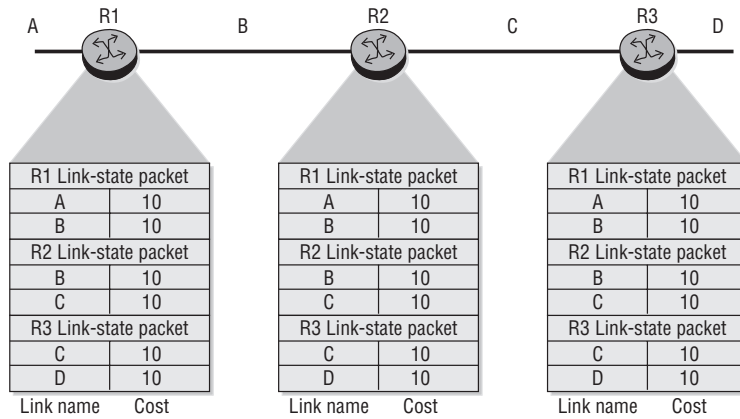 A R1 B R2 C R3 D
R1 Link-state packet
A 10
B 10
R2 Link-state packet
B 10
C 10
R3 Link-state packet
C 10
D 10
Link name Cost
R1 Link-state packet
A 10
B 10
R2 Link-state packet
B 10
C 10
R3 Link-state packet
C 10
D 10
Link name Cost
R1 Link-state packet
A 10
B 10
R2 Link-state packet
B 10
C 10
R3 Link-state packet
C 10
D 10
Link name Cost